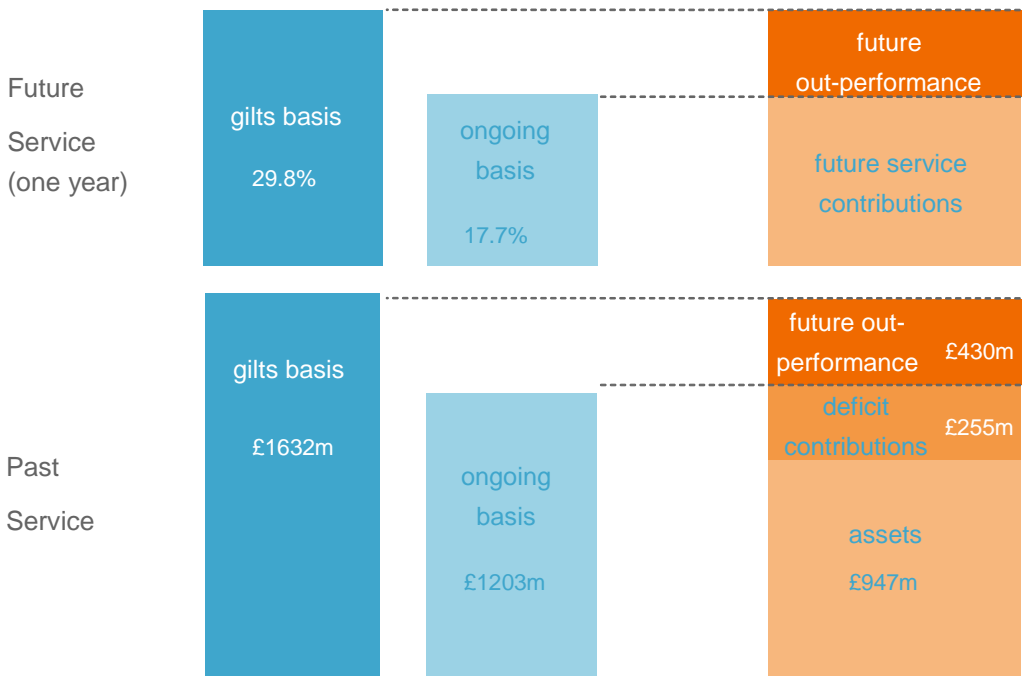 Future
Service
(one year)
gilts basis
29.8%
ongoing
basis
17.7%
future
out-performance
future service
contributions
Past
Service
gilts basis
£1632m
ongoing
basis
£1203m
future out-
performance £430m
deficit
contributions £255m
assets
£947m